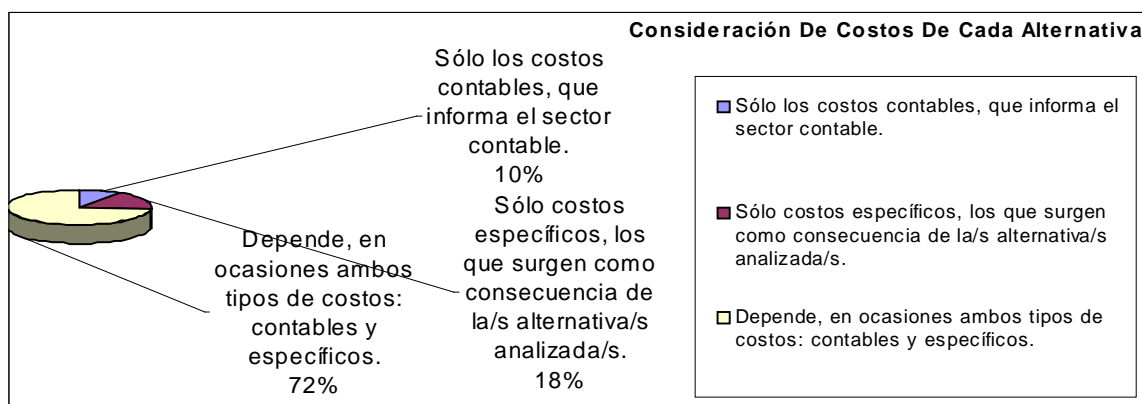 Consideración De Costos De Cada Alternativa
Sólo los costos
contables, que
informa el sector
contable.
10%
Sólo costos
específicos, los
que surgen como
consecuencia de
la/s alternativa/s
analizada/s.
18%
Depende, en
ocasiones ambos
tipos de costos:
contables y
específicos.
72%
Sólo los costos contables, que informa el
sector contable.
Sólo costos específicos, los que surgen
como consecuencia de la/s alternativa/s
analizada/s.
Depende, en ocasiones ambos tipos de
costos: contables y específicos.